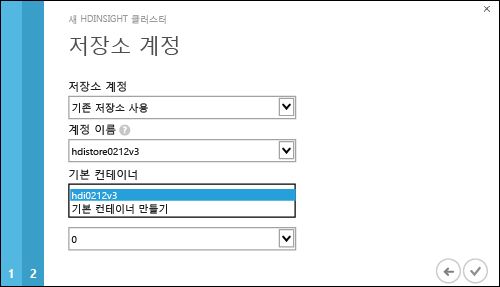 새 HDINSIGHT 클러스터
저장소 계정
저장소 계정
기존 저장소 사용
계정 이름 ?
hdistore0212v3
기본 컨테이너
hdi0212v3
기본 컨테이너 만들기
0
1 2